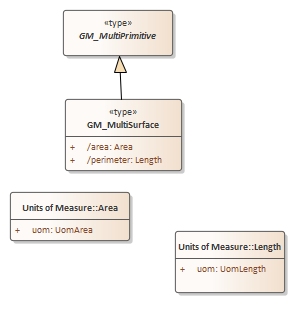 «type»
GM_MultiPrimitive
«type»
GM_MultiSurface
+ /area: Area
+ /perimeter: Length
Units of Measure::Area
+ uom: UomArea
Units of Measure::Length
+ uom: UomLength